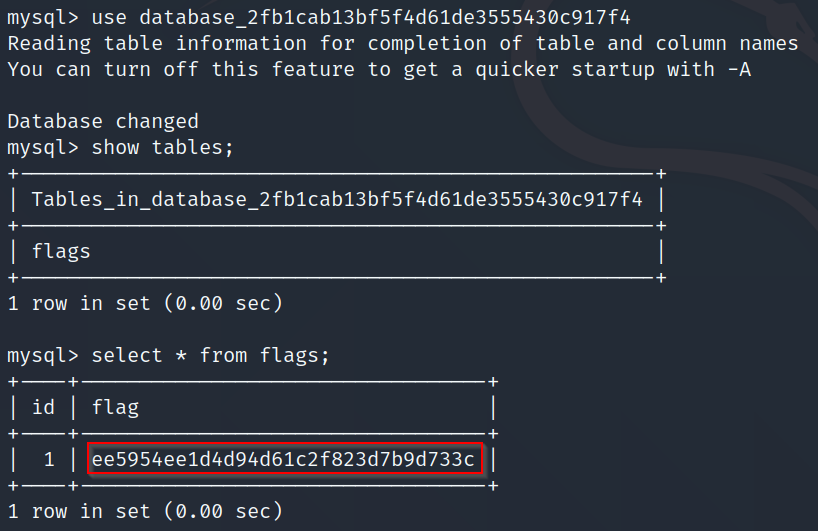 mysql> use database_2fb1cab13bf5f4d61de3555430c917f4
Reading table information for completion of table and column names
You can turn off this feature to get a quicker startup with -A

Database changed
mysql> show tables;
+------------------------------------------------------+
| Tables_in_database_2fb1cab13bf5f4d61de3555430c917f4 |
+------------------------------------------------------+
| flags                                                |
+------------------------------------------------------+
1 row in set (0.00 sec)

mysql> select * from flags;
+----+----------------------------------+
| id | flag                             |
+----+----------------------------------+
|  1 | ee5954ee1d4d94d61c2f823d7b9d733c |
+----+----------------------------------+
1 row in set (0.00 sec)